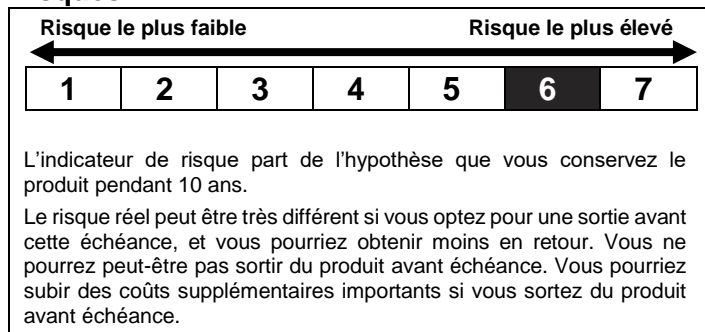 Risque le plus faible Risque le plus élevé
1 2 3 4 5 6 7
L'indicateur de risque part de l'hypothèse que vous conservez le
produit pendant 10 ans.
Le risque réel peut être très différent si vous optez pour une sortie avant
cette échéance, et vous pourriez obtenir moins en retour. Vous ne
pourrez peut-être pas sortir du produit avant échéance. Vous pourriez
subir des coûts supplémentaires importants si vous sortez du produit
avant échéance.